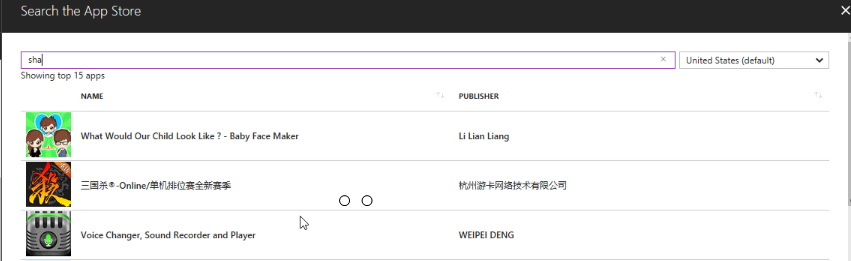 Search the App Store
sha
United States (default)
Showing top 15 apps
NAME
PUBLISHER
What Would Our Child Look Like ? - Baby Face Maker
Li Lian Liang
殺
三国杀®-Online/单机排位赛全新赛季
杭州游卡网络技术有限公司
Voice Changer, Sound Recorder and Player
WEIPEI DENG